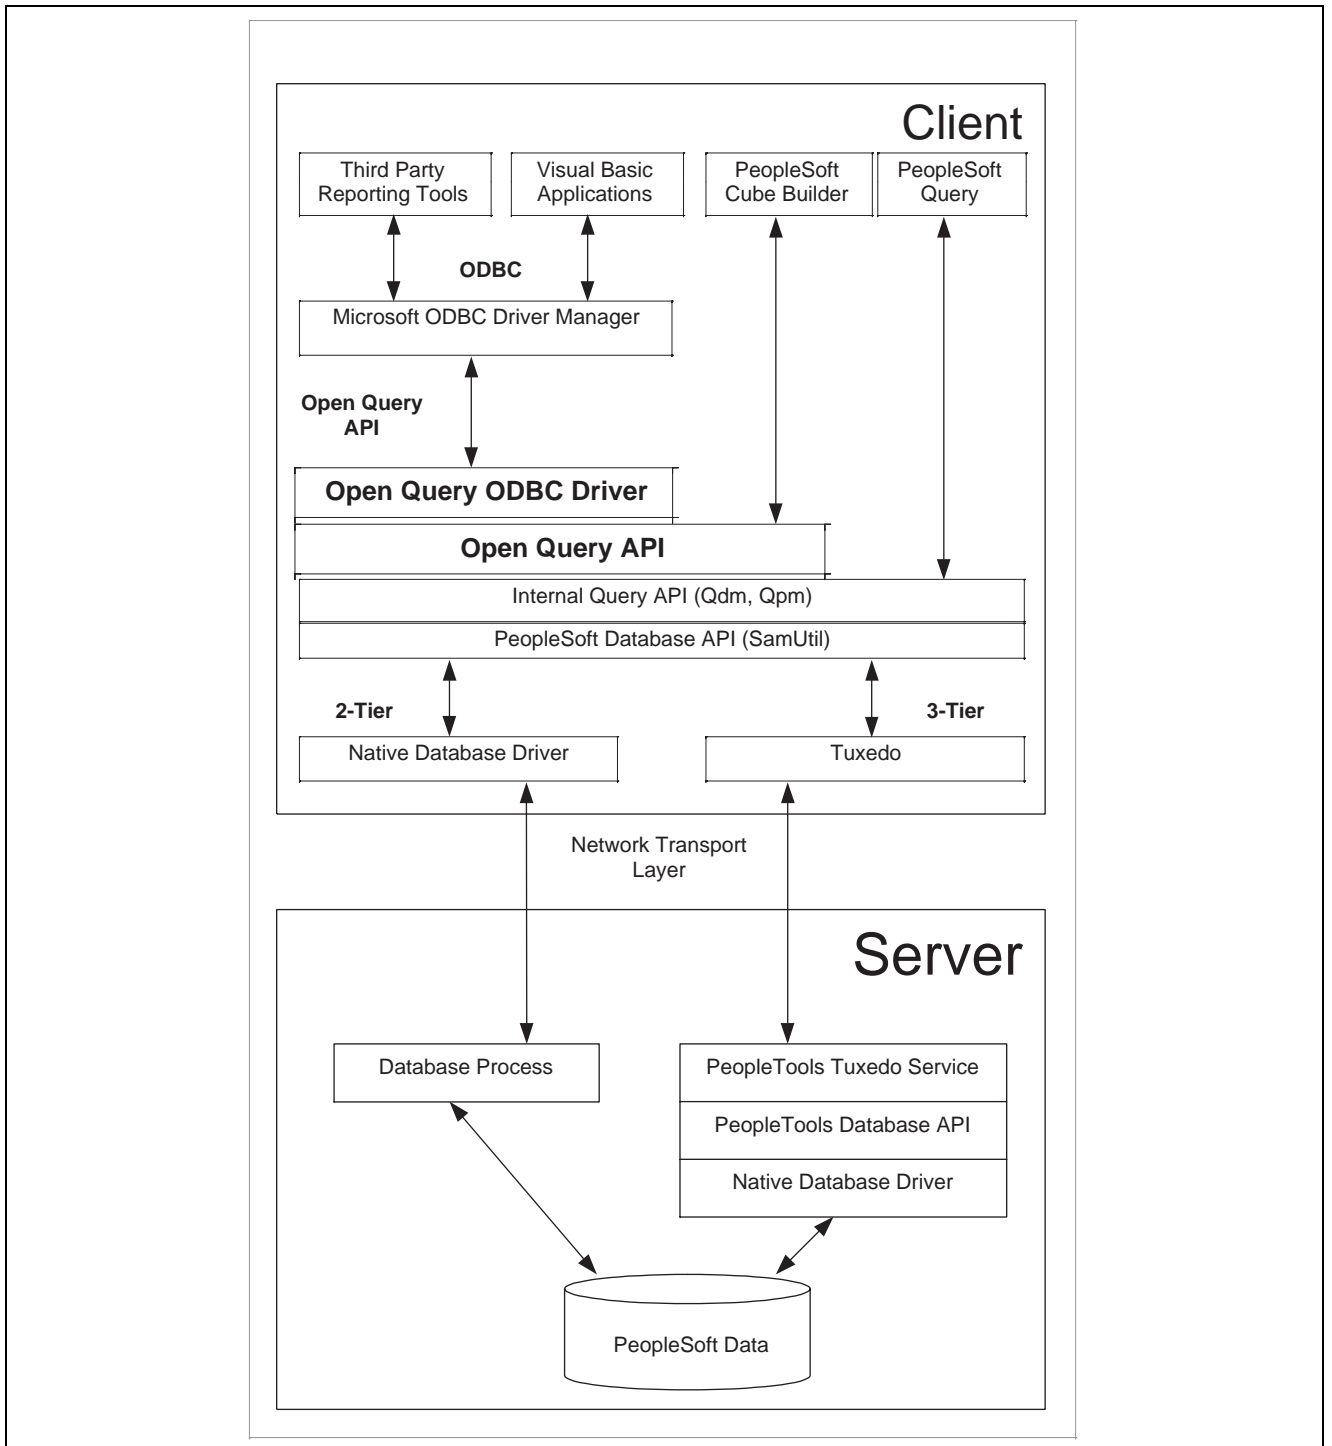 Client
Third Party
Reporting Tools
Visual Basic
Applications
PeopleSoft
Cube Builder
PeopleSoft
Query
ODBC
Microsoft ODBC Driver Manager
Open Query
API
Open Query ODBC Driver
Open Query API
Internal Query API (Qdm, Qpm)
PeopleSoft Database API (SamUtil)
2-Tier
3-Tier
Native Database Driver
Tuxedo
Network Transport
Layer
Server
Database Process
PeopleTools Tuxedo Service
PeopleTools Database API
Native Database Driver
PeopleSoft Data